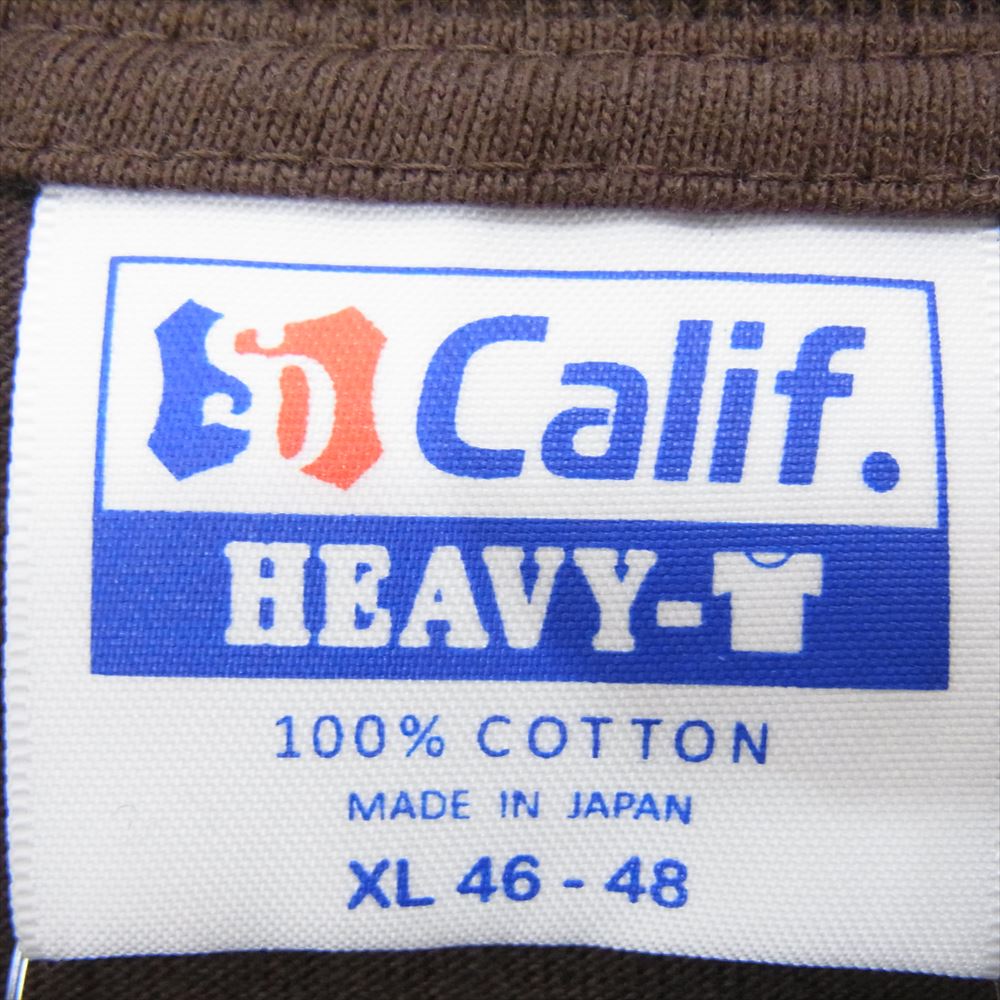 SD Calif.
HEAVY-T
100% COTTON
MADE IN JAPAN
XL 46 - 48